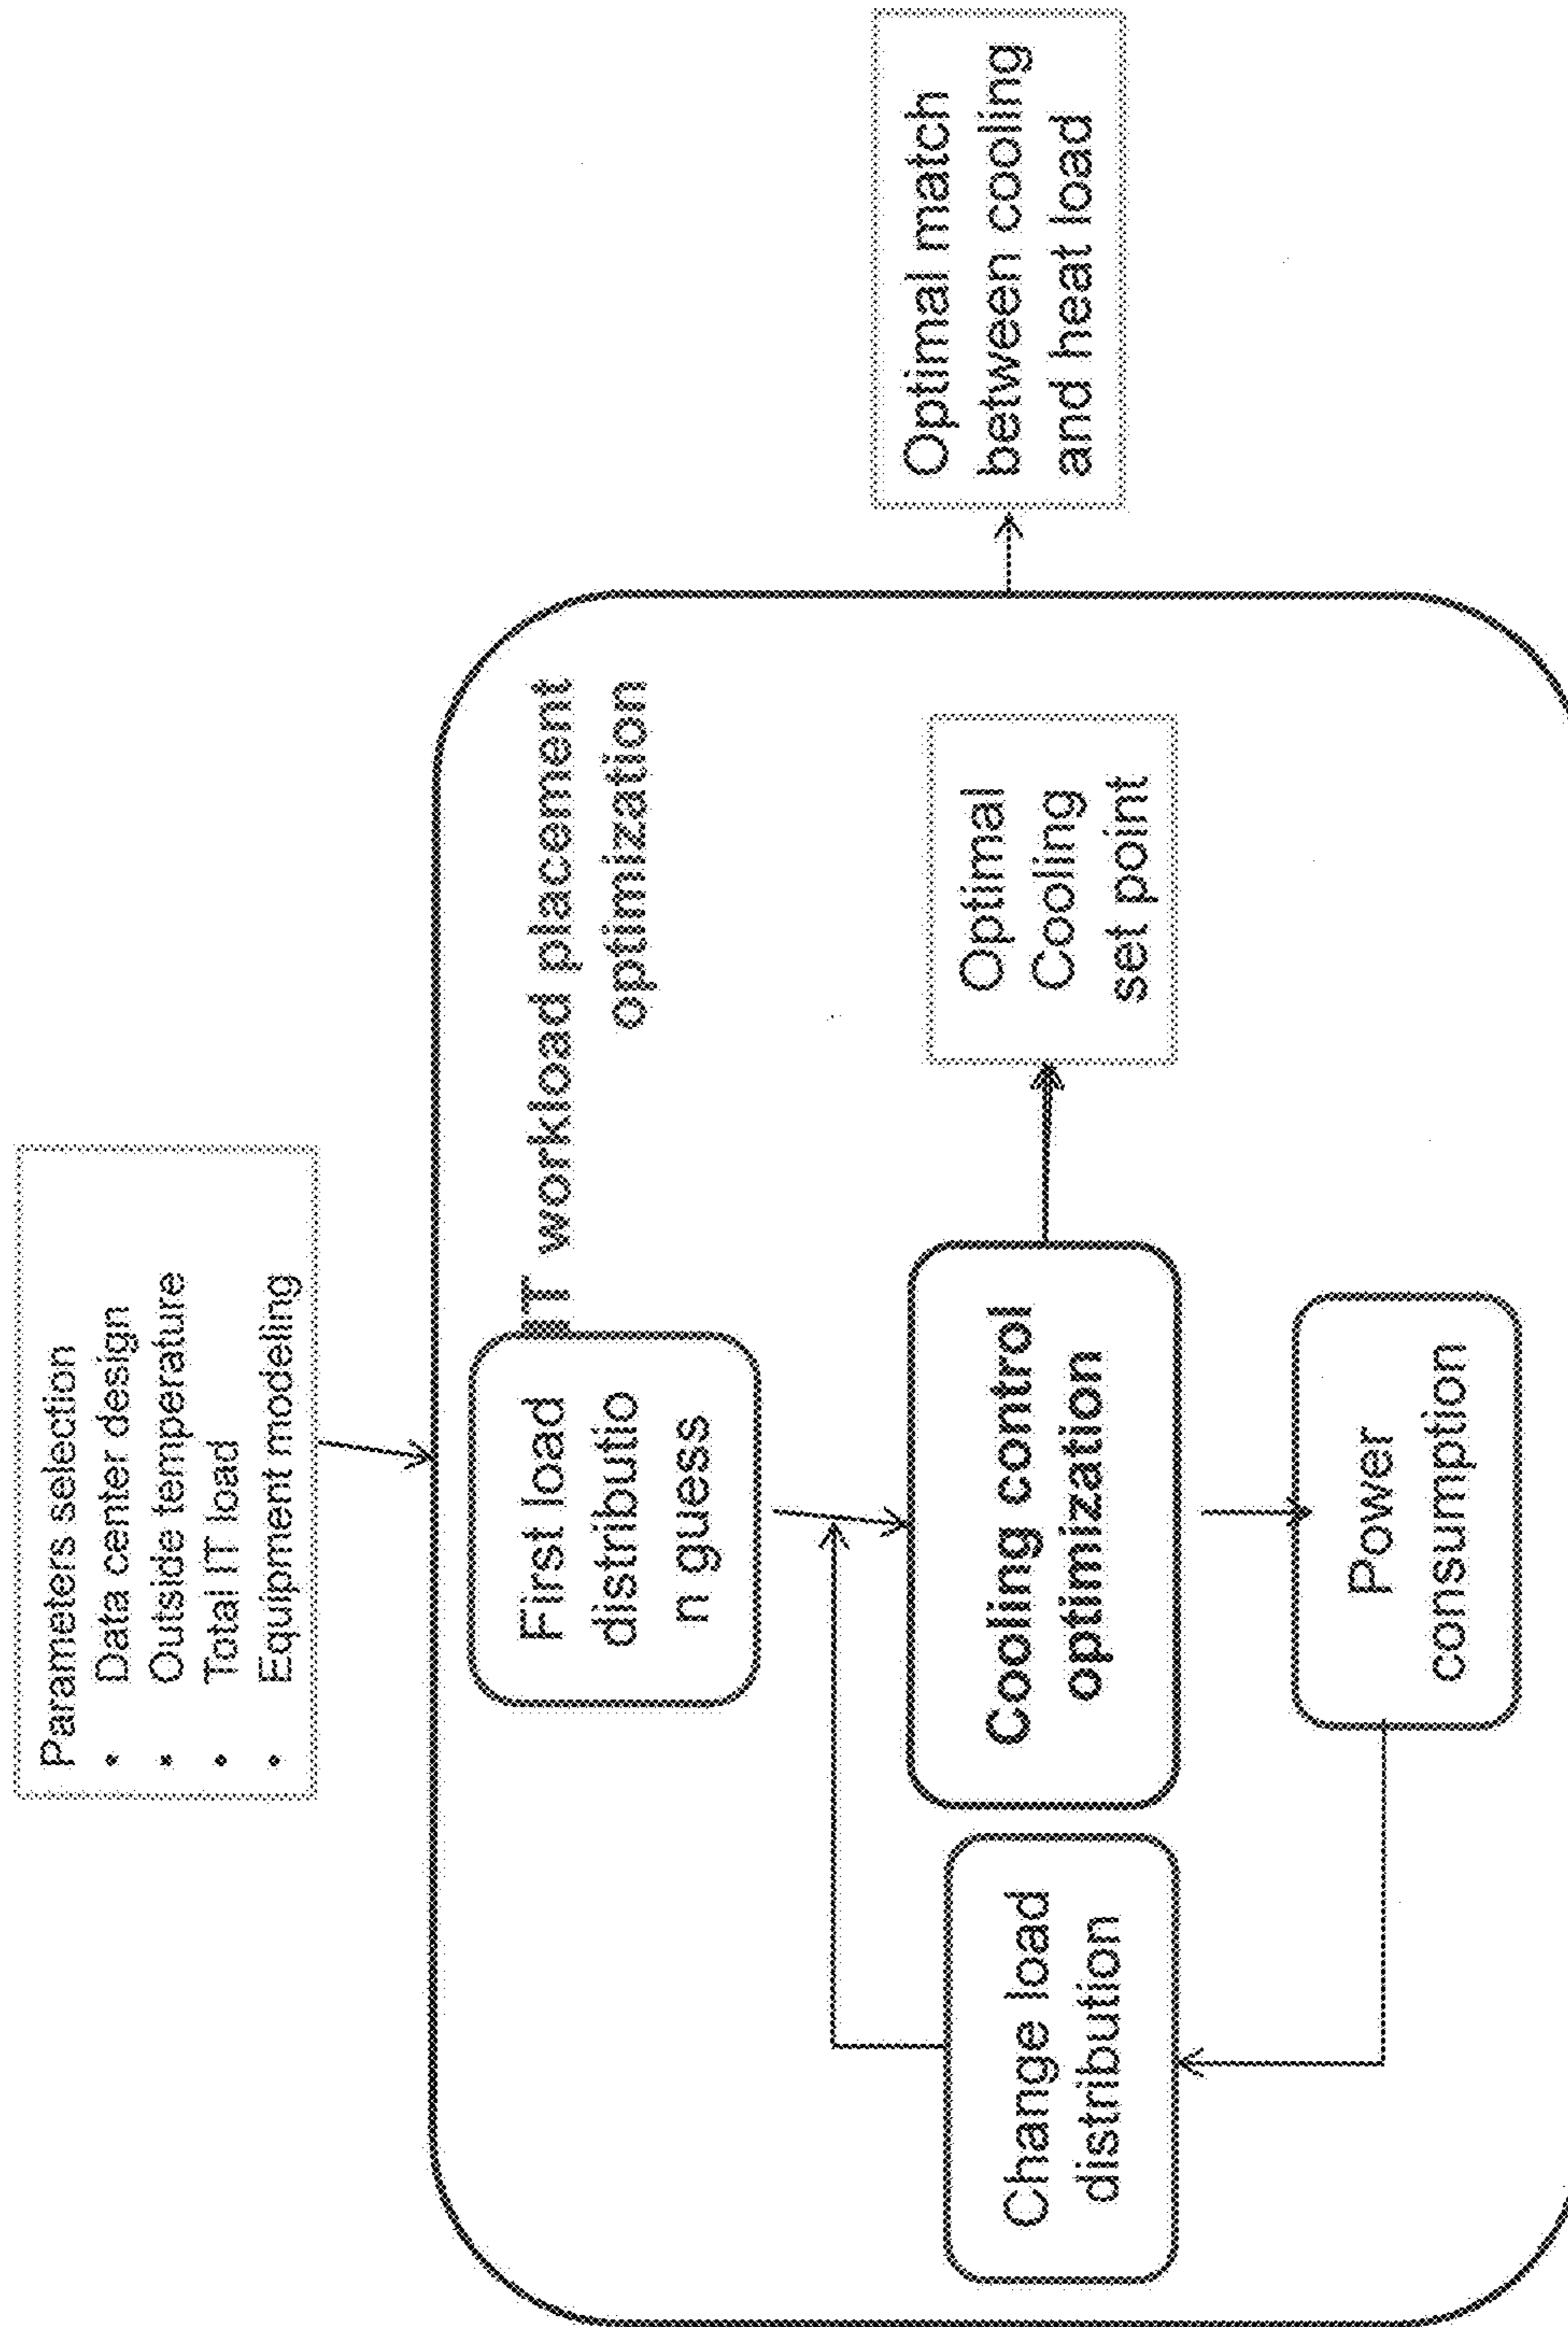 Parameters selection
• Data center design
• Outside temperature
• Total IT load
• Equipment modeling
IT workload placement
optimization
First load
distributio
n guess
Cooling control
optimization
Optimal
Cooling
set point
Change load
distribution
Power
consumption
Optimal match
between cooling
and heat load